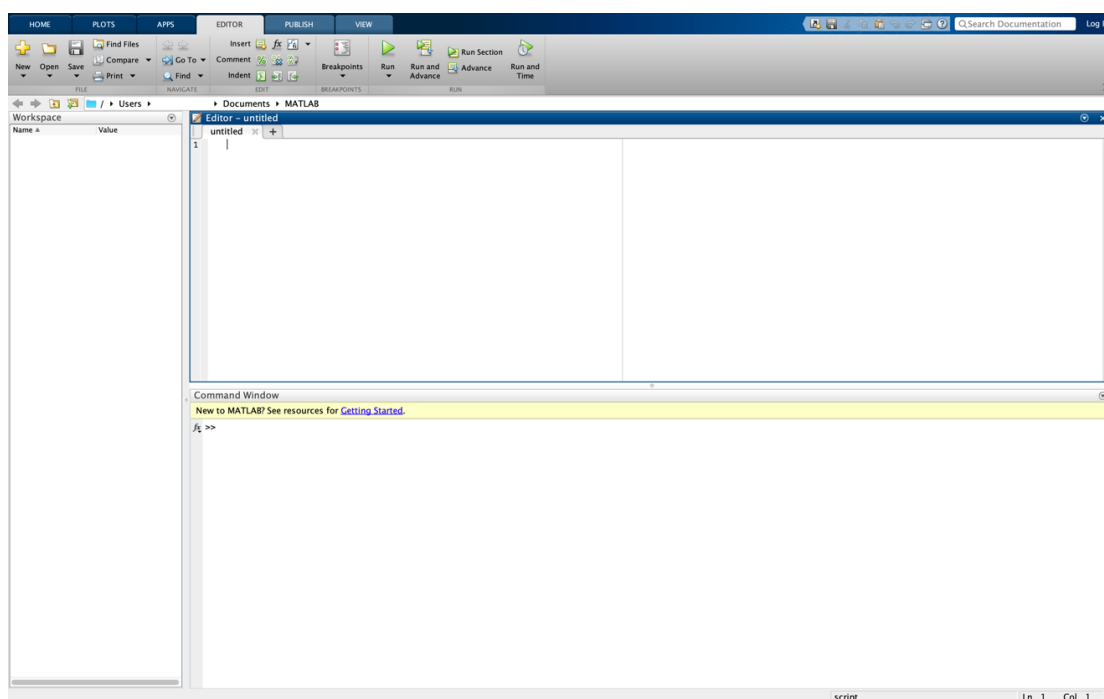 HOME PLOTS APPS EDITOR PUBLISH VIEW Search Documentation Log
Find Files Insert fx
New Open Save Compare Go To Comment % Breakpoints Run Run and Advance Run Section Advance Run and Time
Print Find Indent
FILE NAVIGATE EDIT BREAKPOINTS RUN
/ Users Documents MATLAB
Workspace
Name Value
Editor - untitled
untitled +
1
Command Window
New to MATLAB? See resources for Getting Started.
fx >>
script Ln 1 Col 1